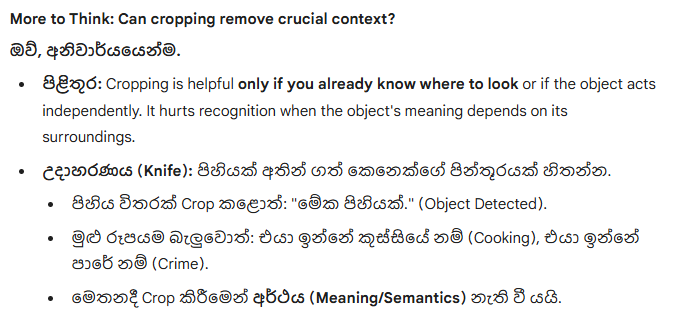 More to Think: Can cropping remove crucial context?
ඔව්, අනිවාර්යයෙන්ම.
• පිළිතුර: Cropping is helpful only if you already know where to look or if the object acts
independently. It hurts recognition when the object's meaning depends on its
surroundings.
• උදාහරණය (Knife): පිහියක් අතින් ගත් කෙනෙක්ගේ පින්තූරයක් හිතන්න.
• පිහිය විතරක් Crop කළොත්: "මේක පිහියක්." (Object Detected).
• මුළු රූපයම බැලුවොත්: එයා ඉන්නේ කුස්සියේ නම් (Cooking), එයා ඉන්නේ
පාරේ නම් (Crime).
• මෙතනදී Crop කිරීමෙන් අර්ථය (Meaning/Semantics) නැති වී යයි.